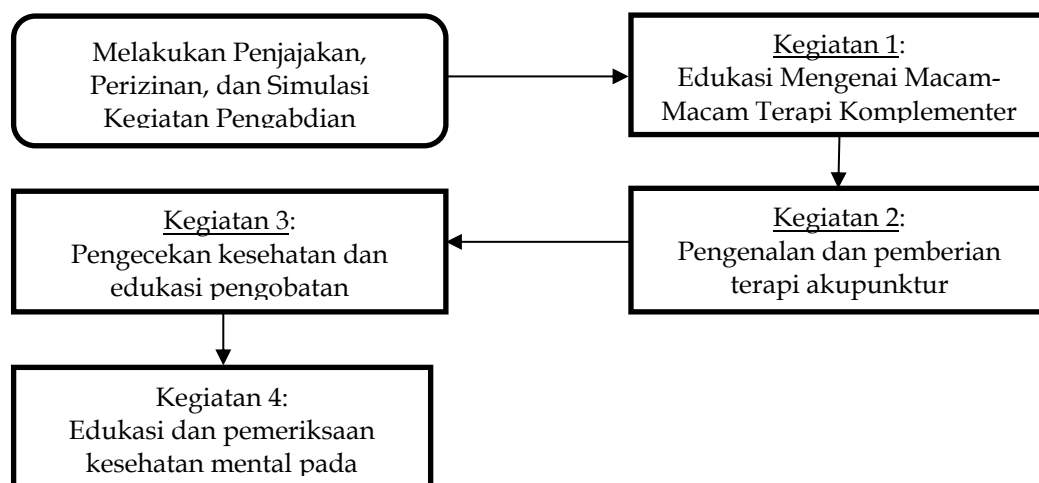 Melakukan Penjajakan,
Perizinan, dan Simulasi
Kegiatan Pengabdian
Kegiatan 1:
Edukasi Mengenai Macam-
Macam Terapi Komplementer
Kegiatan 2:
Pengenalan dan pemberian
terapi akupunktur
Kegiatan 3:
Pengecekan kesehatan dan
edukasi pengobatan
Kegiatan 4:
Edukasi dan pemeriksaan
kesehatan mental pada